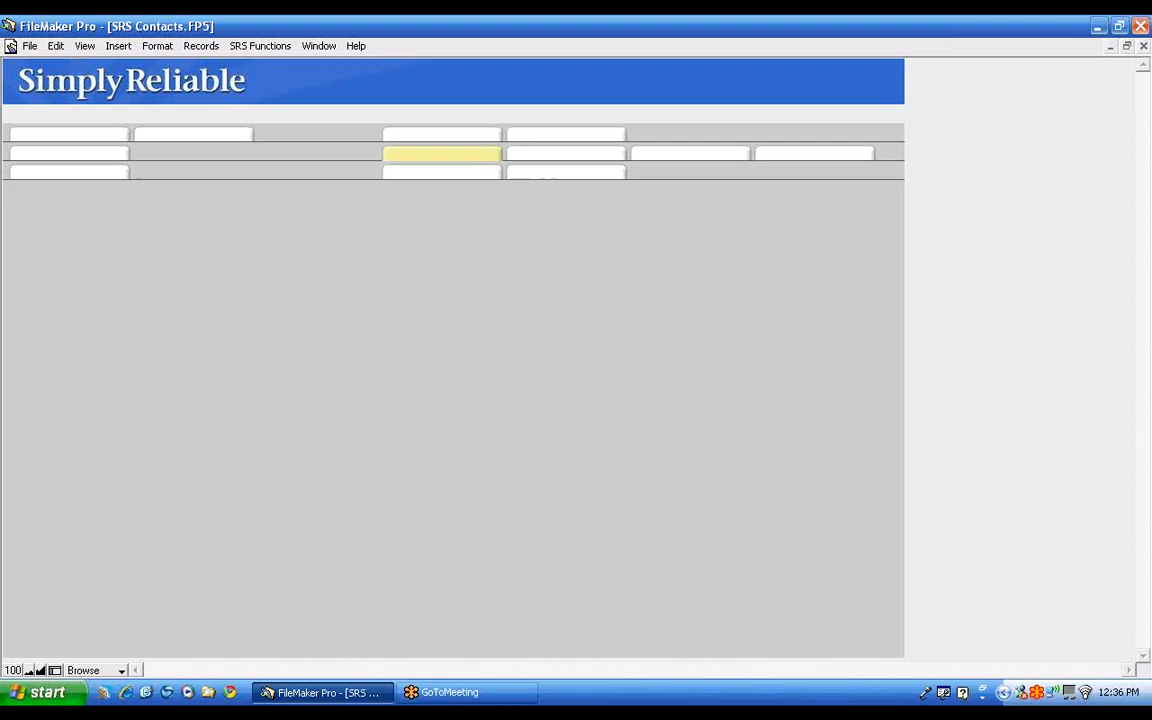 FileMaker Pro - [SRS Contacts.FP5]
File Edit View Insert Format Records SRS Functions Window Help
SimplyReliable
100 Browse
start FileMaker Pro - [SRS ... GoToMeeting 12:36 PM